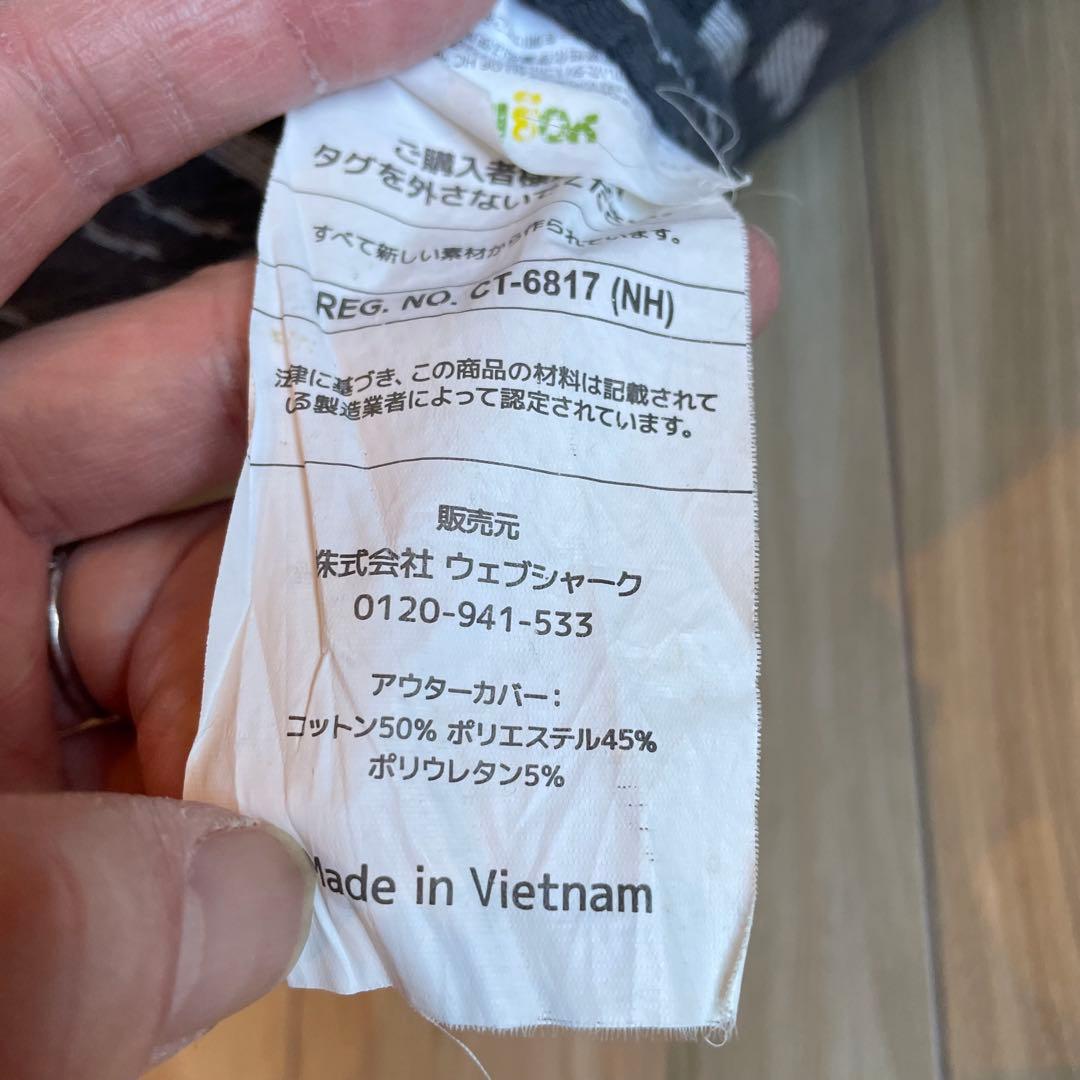 ご購入者
タグを外さない
すべて新しい素材から作られています。
REG. NO. CT-6817 (NH)
法律に基づき、この商品の材料は記載されて
いる製造業者によって認定されています。
販売元
株式会社 ウェブシャーク
0120-941-533
アウターカバー:
コットン50% ポリエステル45%
ポリウレタン5%
Made in Vietnam